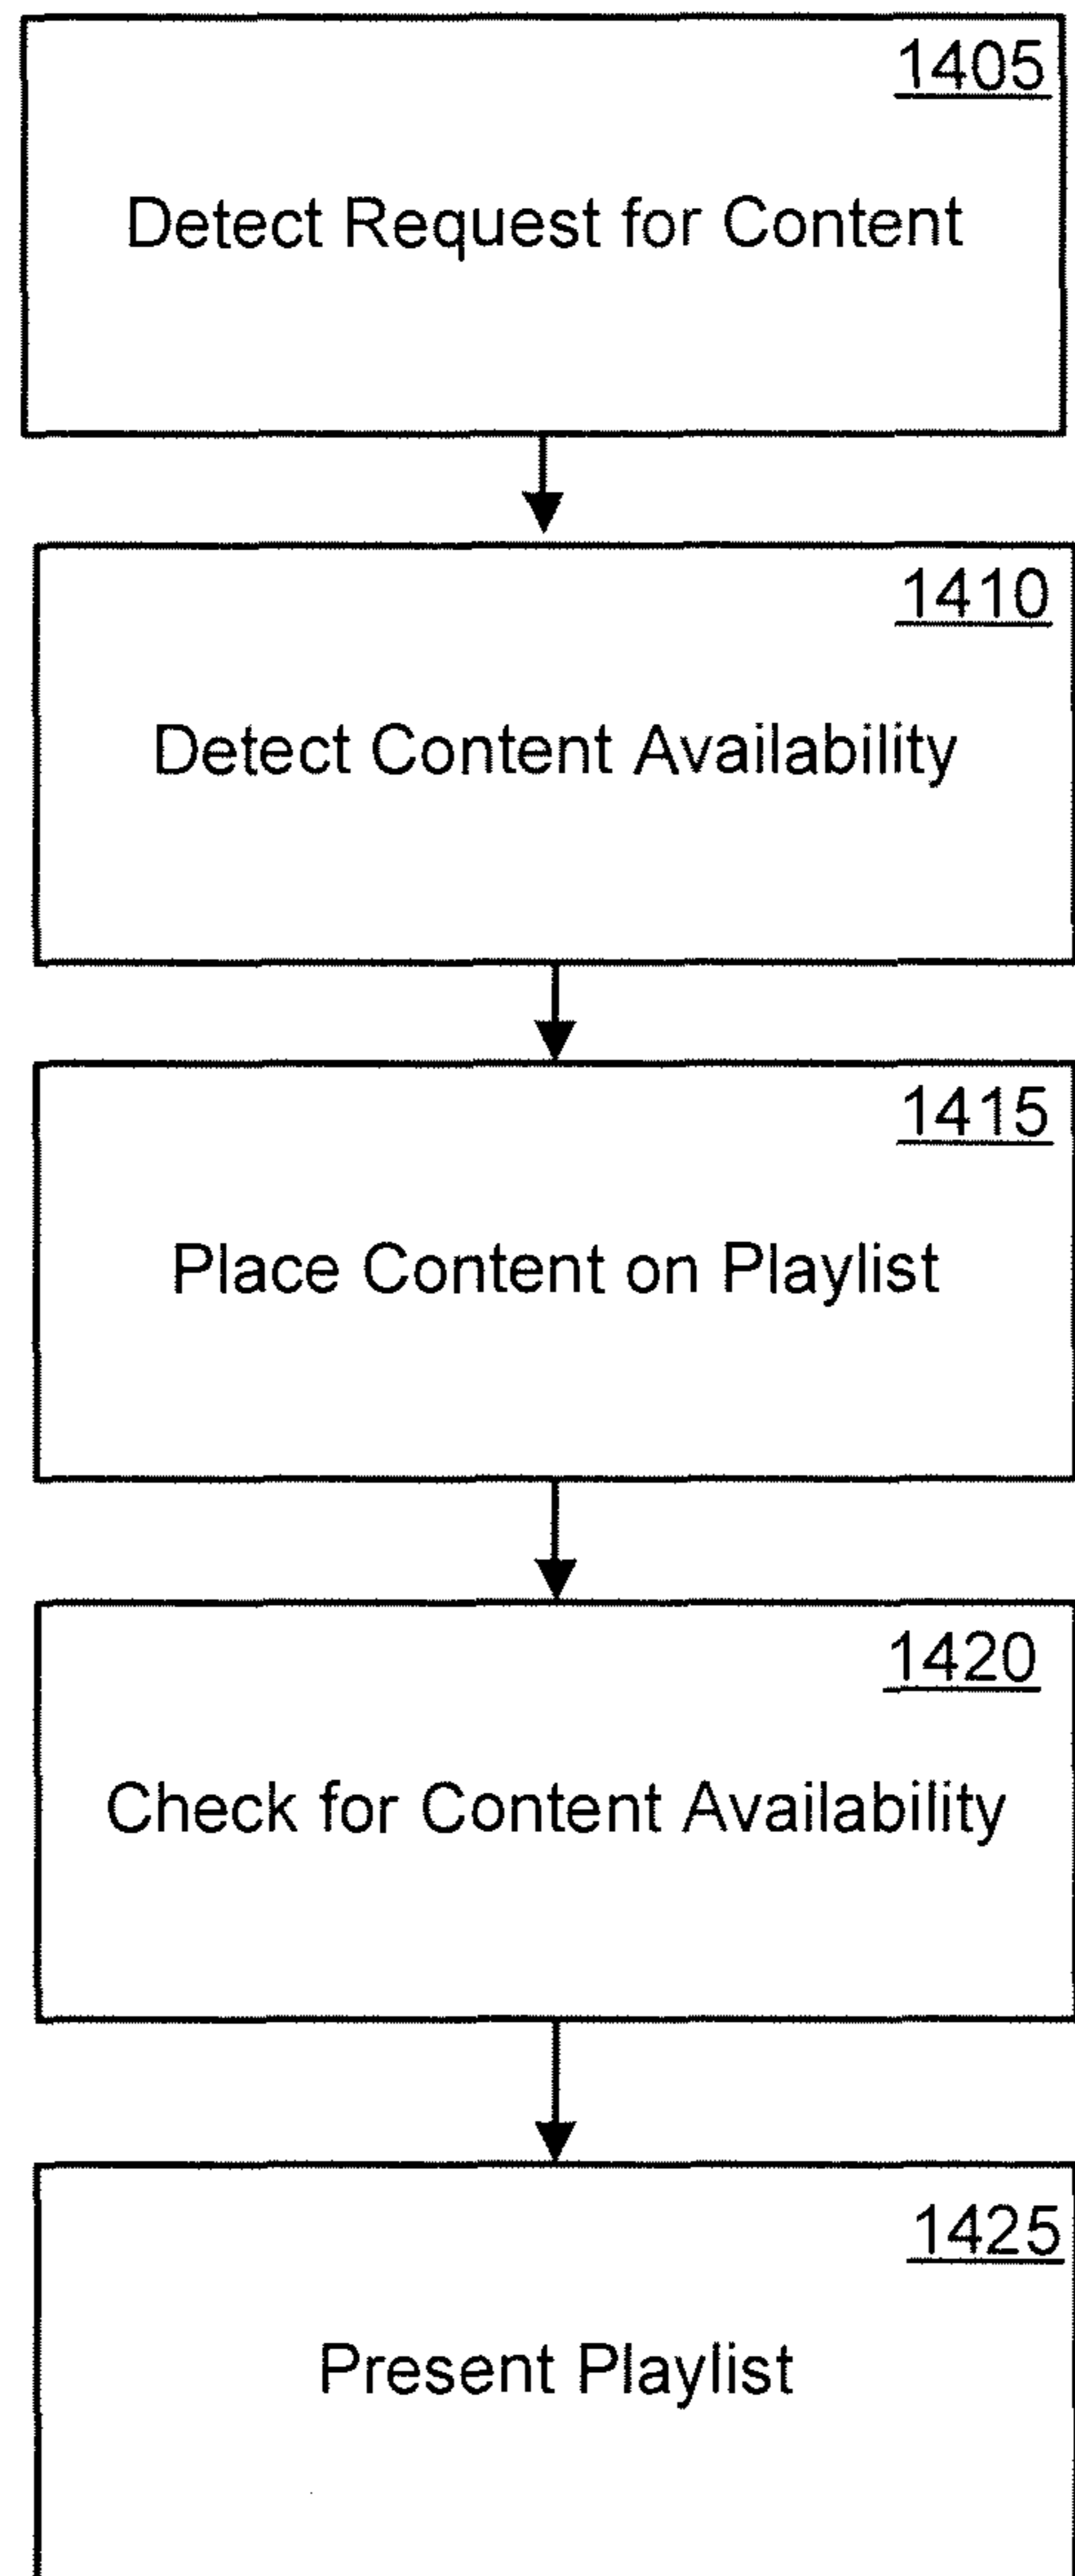 1405
Detect Request for Content
1410
Detect Content Availability
1415
Place Content on Playlist
1420
Check for Content Availability
1425
Present Playlist